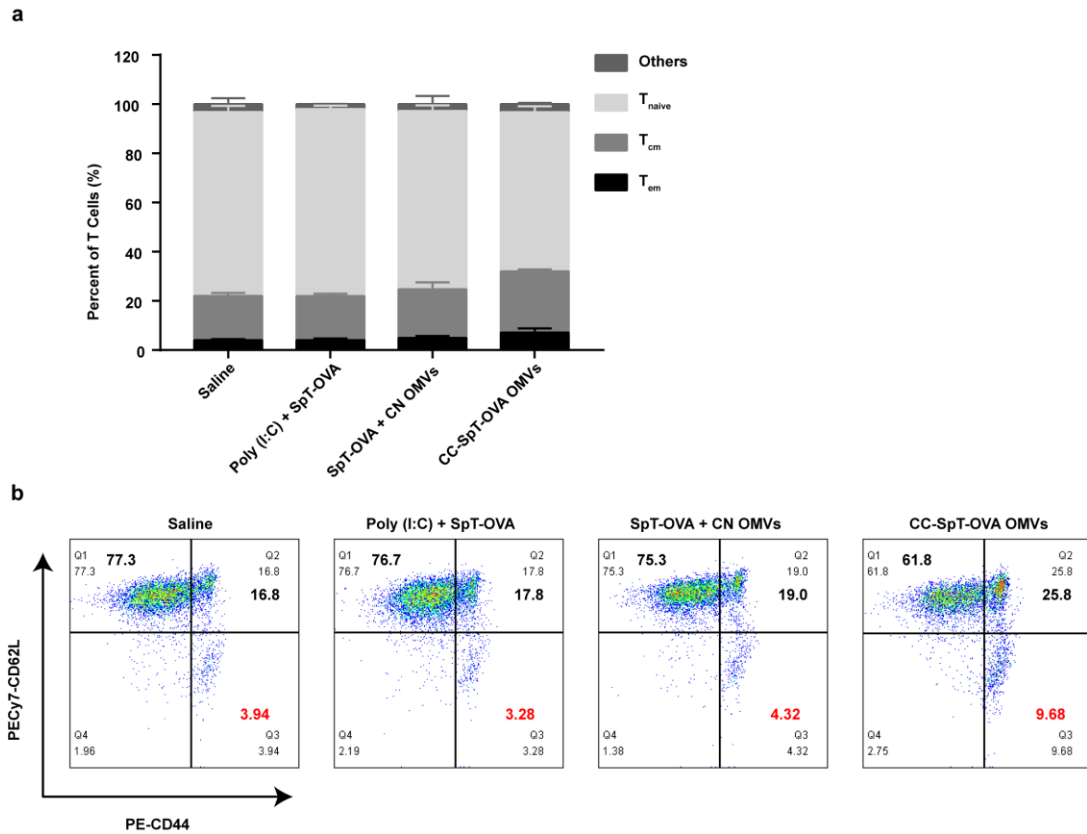 a
120
100
80
60
40
20
0
Percent of T Cells (%)
Others
Tnaive
Tcm
Tem
Saline
Poly (I:C) + SpT-OVA
SpT-OVA + CN OMVs
CC-SpT-OVA OMVs
b
Saline
Q1
77.3
77.3
Q2
16.8
16.8
3.94
Q4
1.96
Q3
3.94
Poly (I:C) + SpT-OVA
Q1
76.7
76.7
Q2
17.8
17.8
3.28
Q4
2.19
Q3
3.28
SpT-OVA + CN OMVs
Q1
75.3
75.3
Q2
19.0
19.0
4.32
Q4
1.38
Q3
4.32
CC-SpT-OVA OMVs
Q1
61.8
61.8
Q2
25.8
25.8
9.68
Q4
2.75
Q3
9.68
PECy7-CD62L
PE-CD44